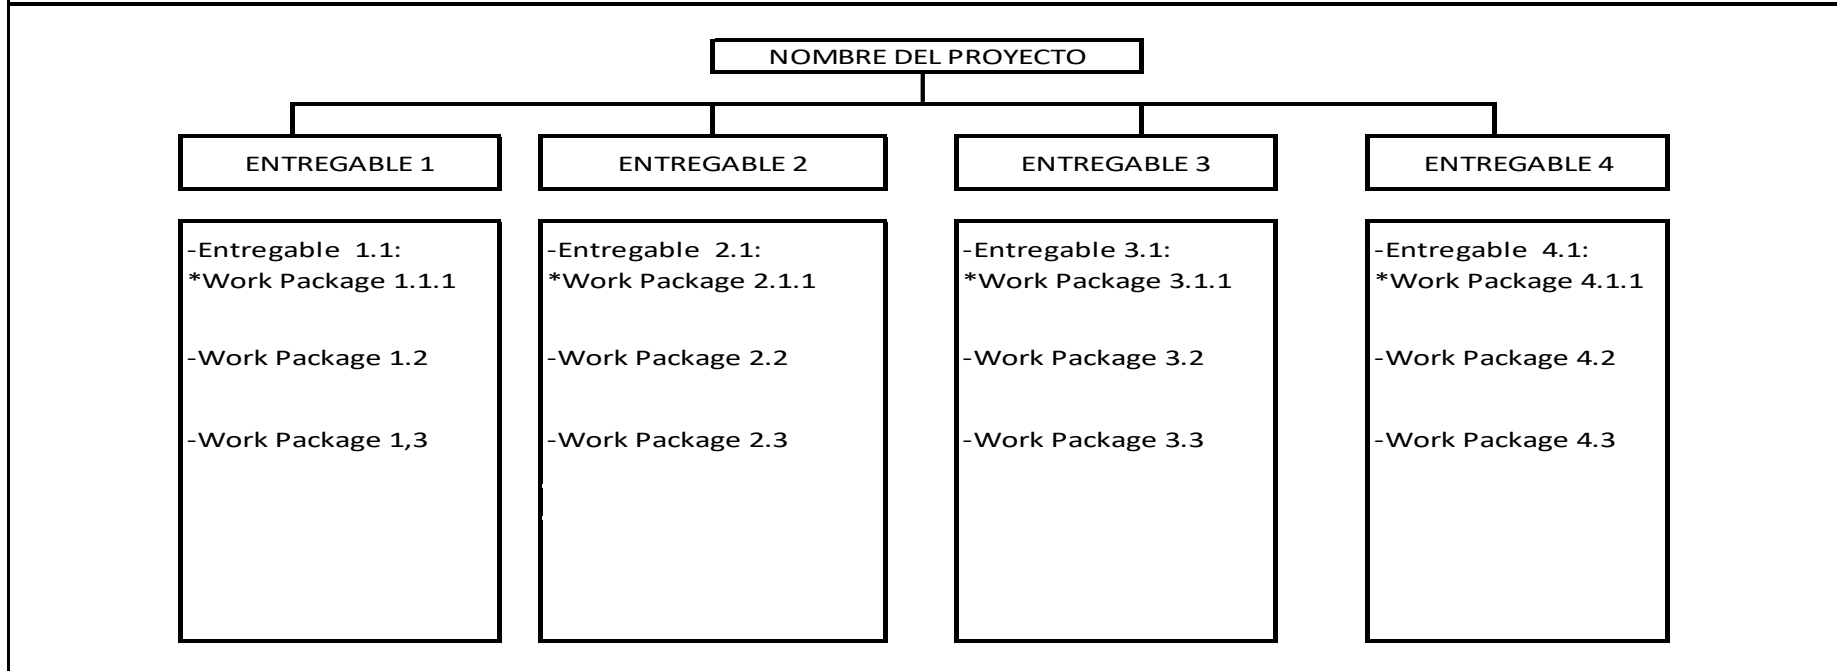 NOMBRE DEL PROYECTO
ENTREGABLE 1
ENTREGABLE 2
ENTREGABLE 3
ENTREGABLE 4
-Entregable 1.1:
*Work Package 1.1.1
-Work Package 1.2
-Work Package 1,3
-Entregable 2.1:
*Work Package 2.1.1
-Work Package 2.2
-Work Package 2.3
-Entregable 3.1:
*Work Package 3.1.1
-Work Package 3.2
-Work Package 3.3
-Entregable 4.1:
*Work Package 4.1.1
-Work Package 4.2
-Work Package 4.3